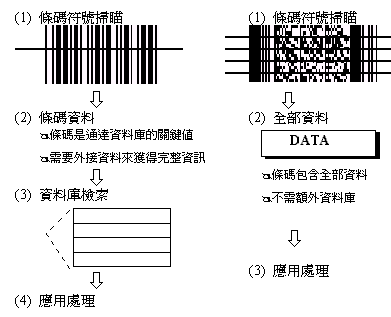 (1) 條碼符號掃瞄
(2) 條碼資料
條碼是通達資料庫的關鍵值
需要外接資料來獲得完整資訊
(3) 資料庫檢索
(4) 應用處理
(1) 條碼符號掃瞄
(2) 全部資料
DATA
條碼包含全部資料
不需額外資料庫
(3) 應用處理